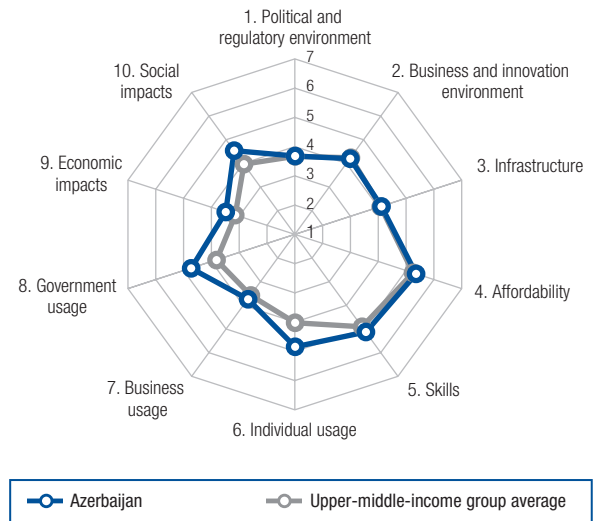 1. Political and
regulatory environment
7
10. Social
impacts
2. Business and innovation
environment
6
5
4
9. Economic
impacts
3. Infrastructure
3
2
1
8. Government
usage
4. Affordability
7. Business
usage
5. Skills
6. Individual usage
Azerbaijan
Upper-middle-income group average